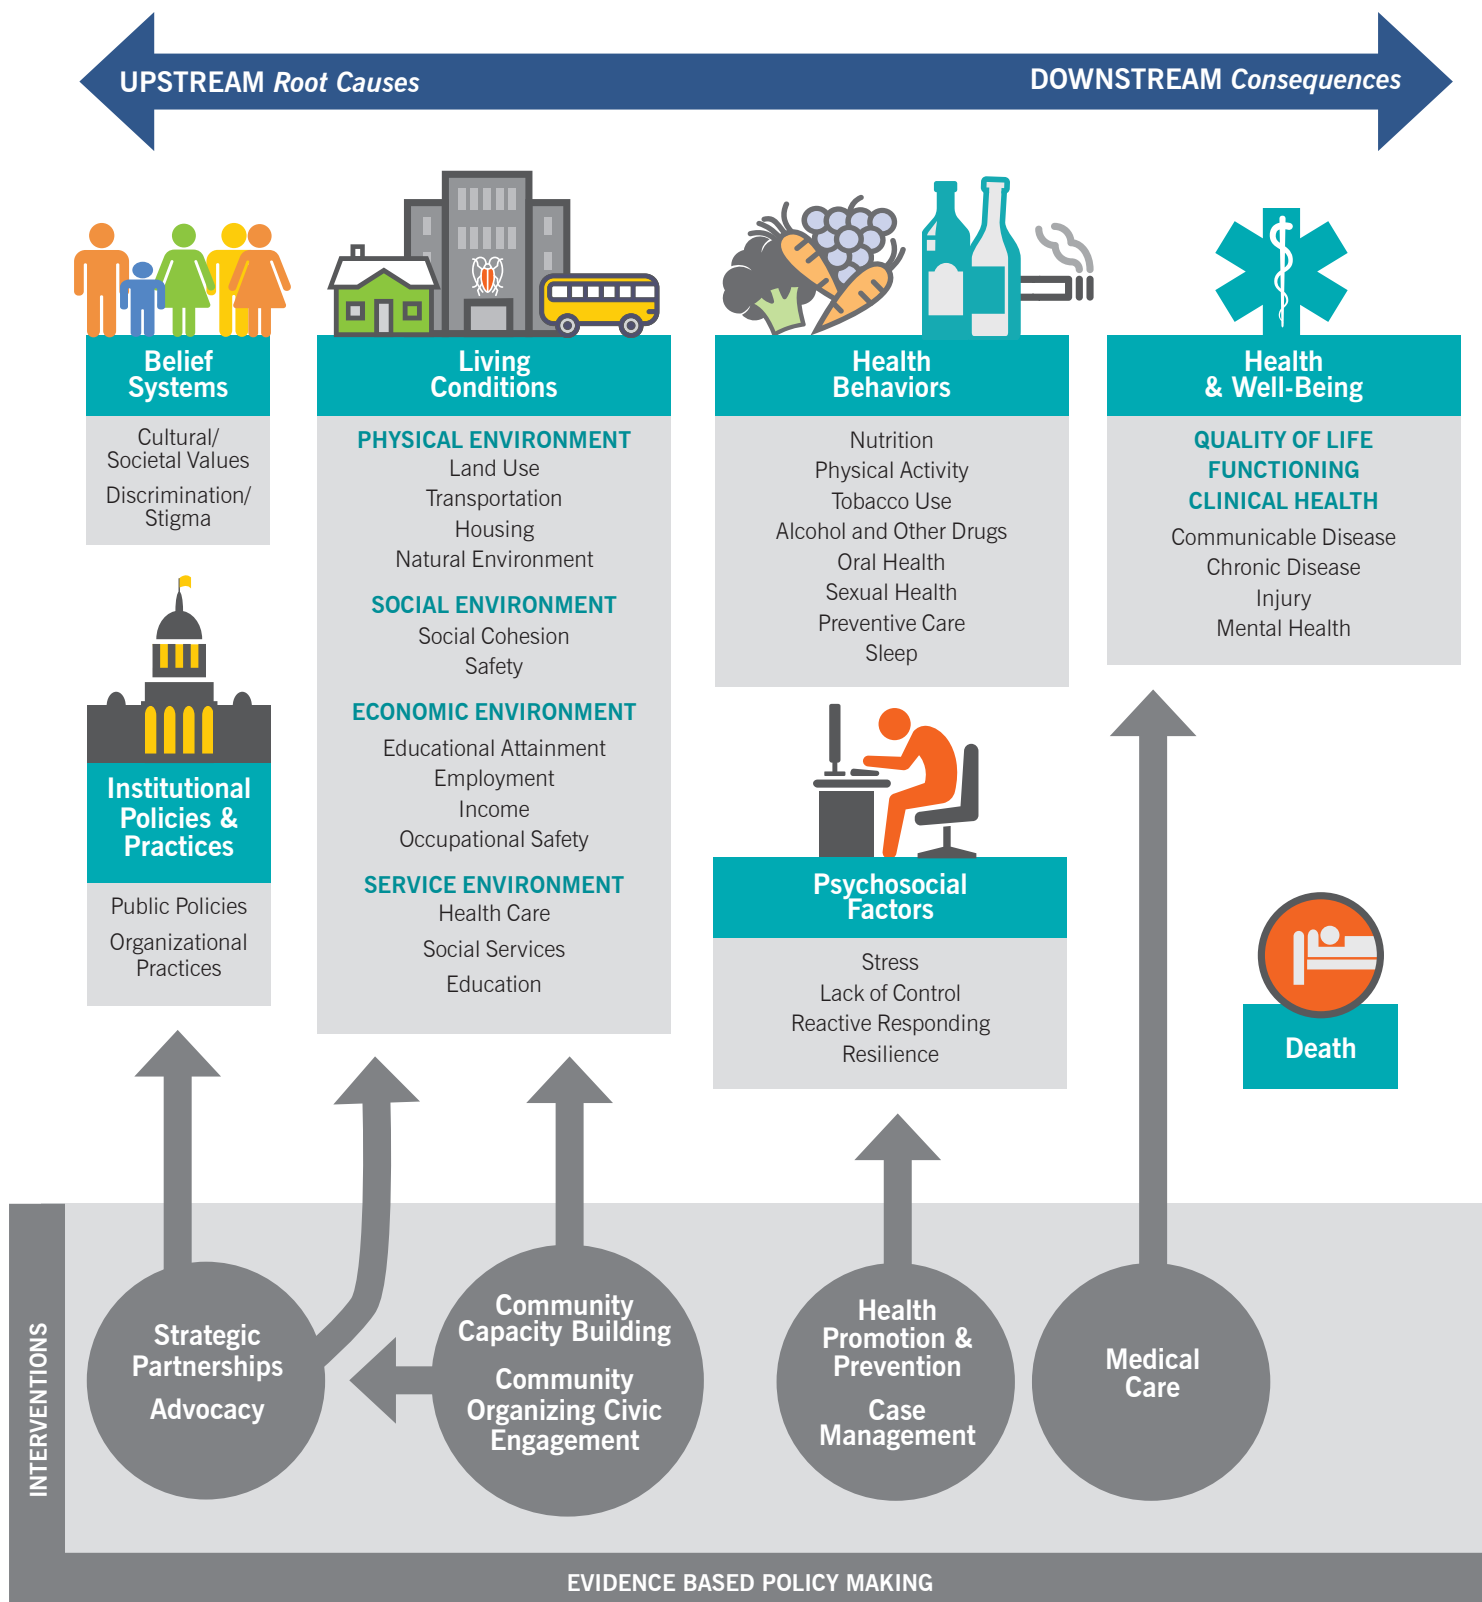 UPSTREAM Root Causes
DOWNSTREAM Consequences
Belief
Systems
Cultural/
Societal Values
Discrimination/
Stigma
Institutional
Policies &
Practices
Public Policies
Organizational
Practices
Living
Conditions
PHYSICAL ENVIRONMENT
Land Use
Transportation
Housing
Natural Environment
SOCIAL ENVIRONMENT
Social Cohesion
Safety
ECONOMIC ENVIRONMENT
Educational Attainment
Employment
Income
Occupational Safety
SERVICE ENVIRONMENT
Health Care
Social Services
Education
Health
Behaviors
Nutrition
Physical Activity
Tobacco Use
Alcohol and Other Drugs
Oral Health
Sexual Health
Preventive Care
Sleep
Psychosocial
Factors
Stress
Lack of Control
Reactive Responding
Resilience
Health
& Well-Being
QUALITY OF LIFE
FUNCTIONING
CLINICAL HEALTH
Communicable Disease
Chronic Disease
Injury
Mental Health
Death
INTERVENTIONS
Strategic
Partnerships
Advocacy
Community
Capacity Building
Community
Organizing Civic
Engagement
Health
Promotion &
Prevention
Case
Management
Medical
Care
EVIDENCE BASED POLICY MAKING